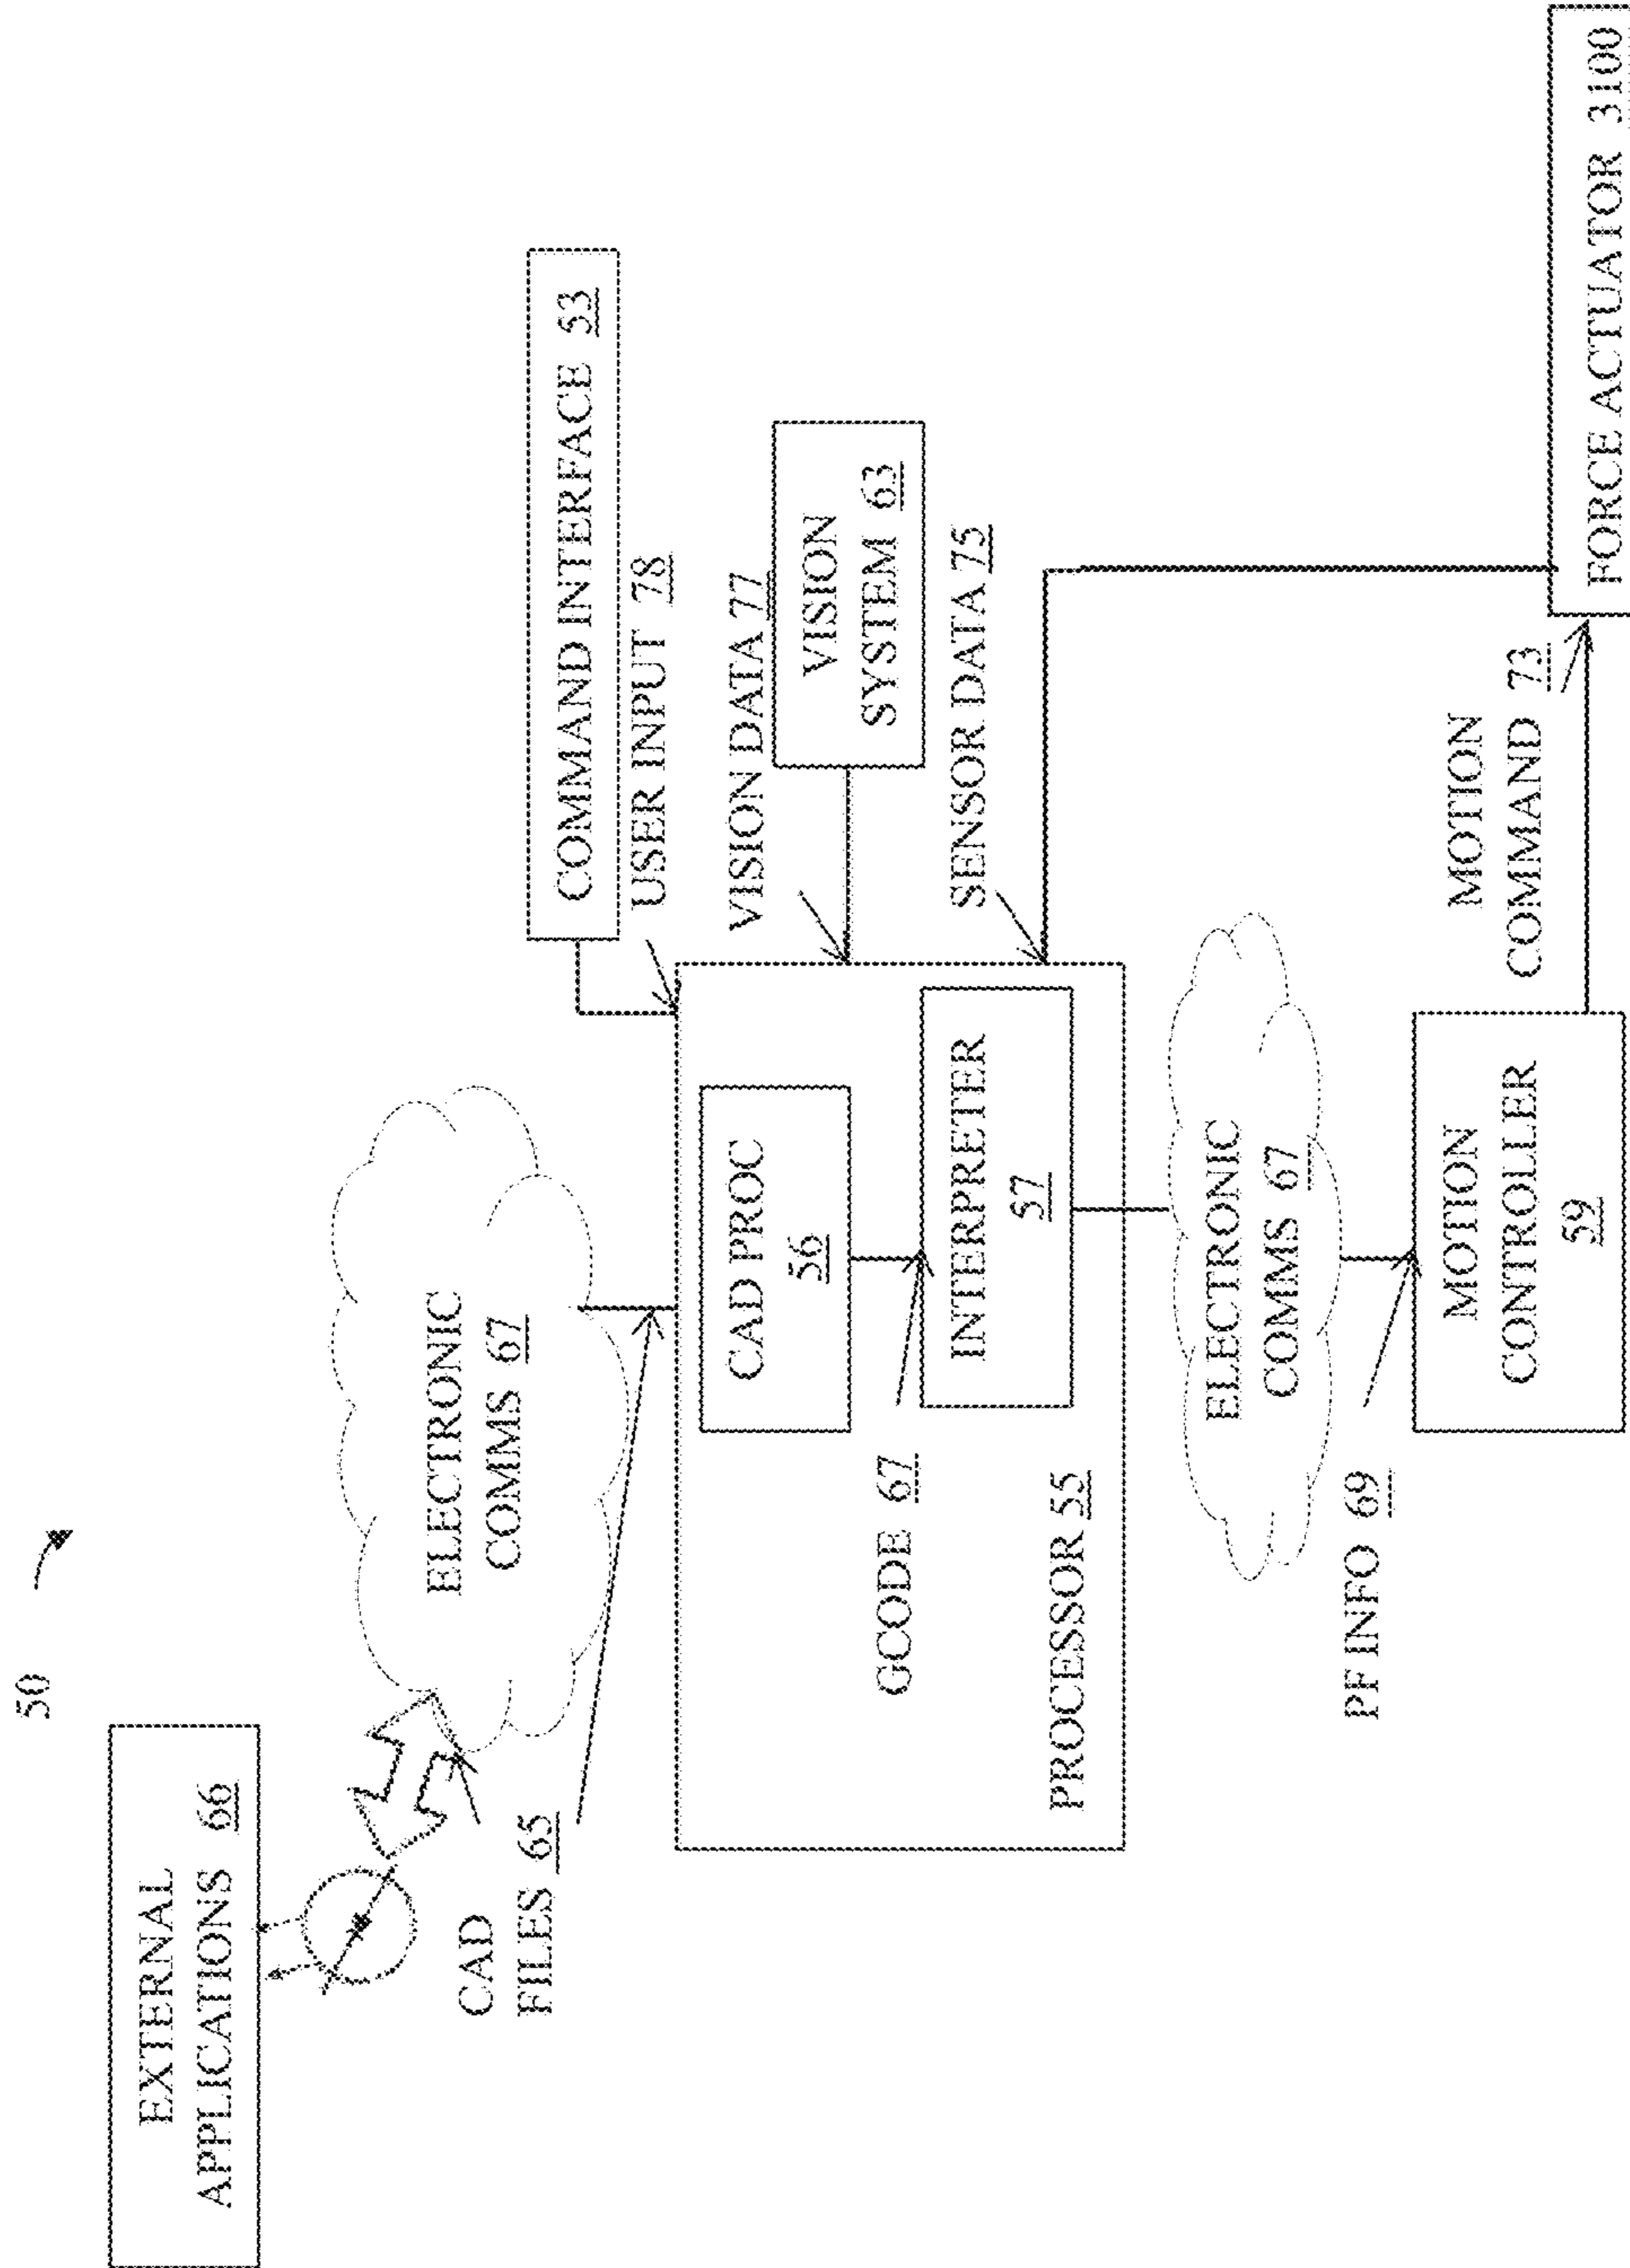 50
EXTERNAL
APPLICATIONS 66
CAD
FILES 65
ELECTRONIC
COMMS 67
COMMAND INTERFACE 53
USER INPUT 78
VISION DATA 77
VISION
SYSTEM 63
SENSOR DATA 75
CAD PROC
56
GCODE 67
INTERPRETER
57
PROCESSOR 55
ELECTRONIC
COMMS 67
PF INFO 69
MOTION
CONTROLLER
59
MOTION
COMMAND 73
FORCE ACTUATOR 3100